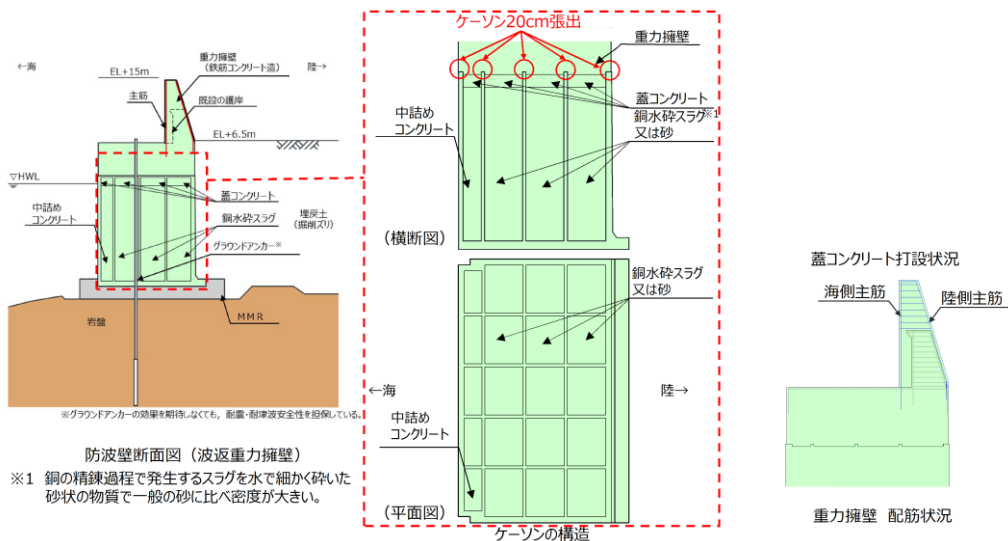 ←海
陸→
EL+15m
重力擁壁
（鉄筋コンクリート造）
主筋
既設の護岸
EL+6.5m
▽HWL
蓋コンクリート
中詰め
コンクリート
銅水砕スラグ
埋戻土
（掘削ズリ）
グラウンドアンカー※
MMR
岩盤
※グラウンドアンカーの効果を期待しなくても，耐震・耐津波安全性を担保している。
防波壁断面図（波返重力擁壁）
※1 銅の精錬過程で発生するスラグを水で細かく砕いた
砂状の物質で一般の砂に比べ密度が大きい。
ケーソン20cm張出
重力擁壁
蓋コンクリート
中詰め
コンクリート
銅水砕スラグ※1
又は砂
（横断図）
銅水砕スラグ
又は砂
←海
陸→
中詰め
コンクリート
（平面図）
ケーソンの構造
蓋コンクリート打設状況
海側主筋
陸側主筋
重力擁壁 配筋状況